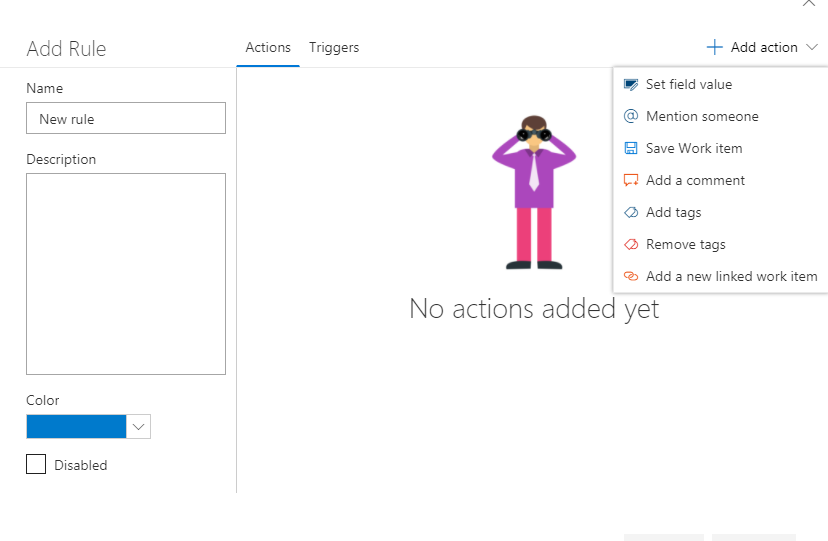 Add Rule
Actions
Triggers
Add action
Name
New rule
Description
Color
Disabled
No actions added yet
Set field value
Mention someone
Save Work item
Add a comment
Add tags
Remove tags
Add a new linked work item